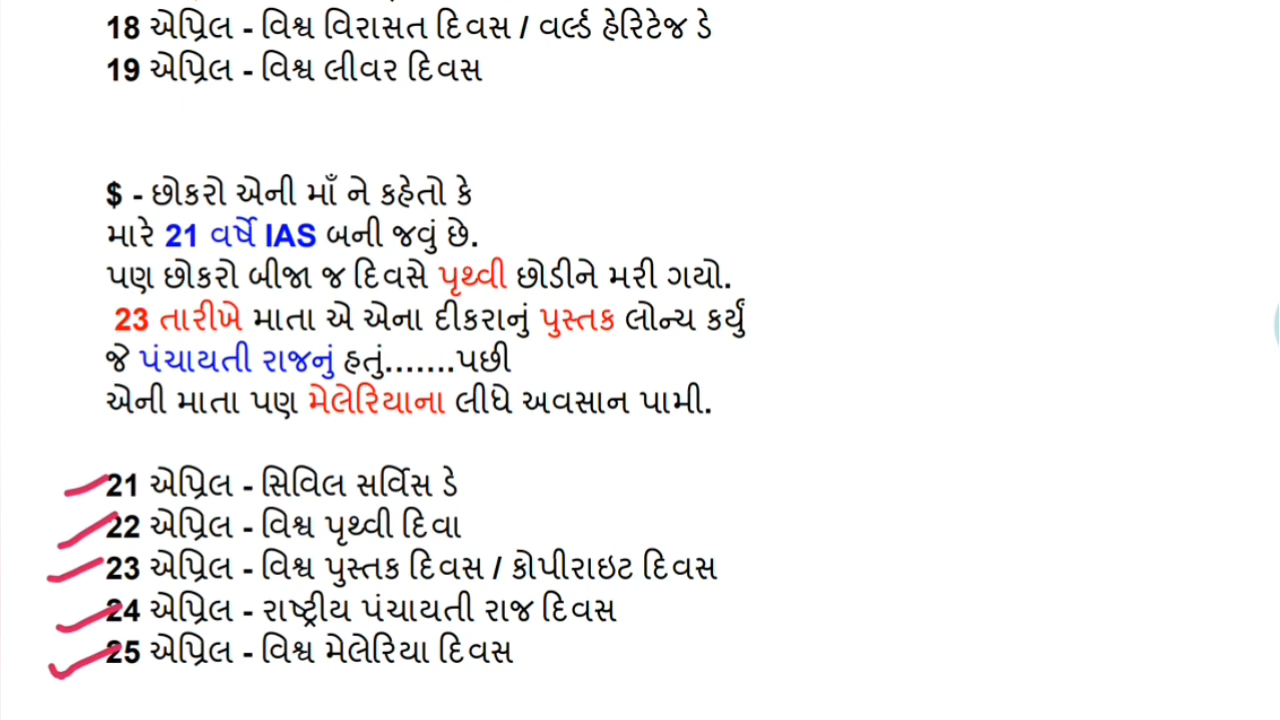 18 એપ્રિલ - વિશ્વ વિરાસત દિવસ / વર્લ્ડ હેરિટેજ ડે
19 એપ્રિલ - વિશ્વ લીવર દિવસ
$ - છોકરો એની માઁ ને કહેતો કે
મારે 21 વર્ષે IAS બની જવું છે.
પણ છોકરો બીજા જ દિવસે પૃથ્વી છોડીને મરી ગયો.
23 તારીખે માતા એ એના દીકરાનું પુસ્તક લોન્ચ કર્યું
જે પંચાયતી રાજનું હતું.......પછી
એની માતા પણ મેલેરિયાના લીધે અવસાન પામી.
21 એપ્રિલ - સિવિલ સર્વિસ ડે
22 એપ્રિલ - વિશ્વ પૃથ્વી દિવા
23 એપ્રિલ - વિશ્વ પુસ્તક દિવસ / કોપીરાઇટ દિવસ
24 એપ્રિલ - રાષ્ટ્રીય પંચાયતી રાજ દિવસ
25 એપ્રિલ - વિશ્વ મેલેરિયા દિવસ